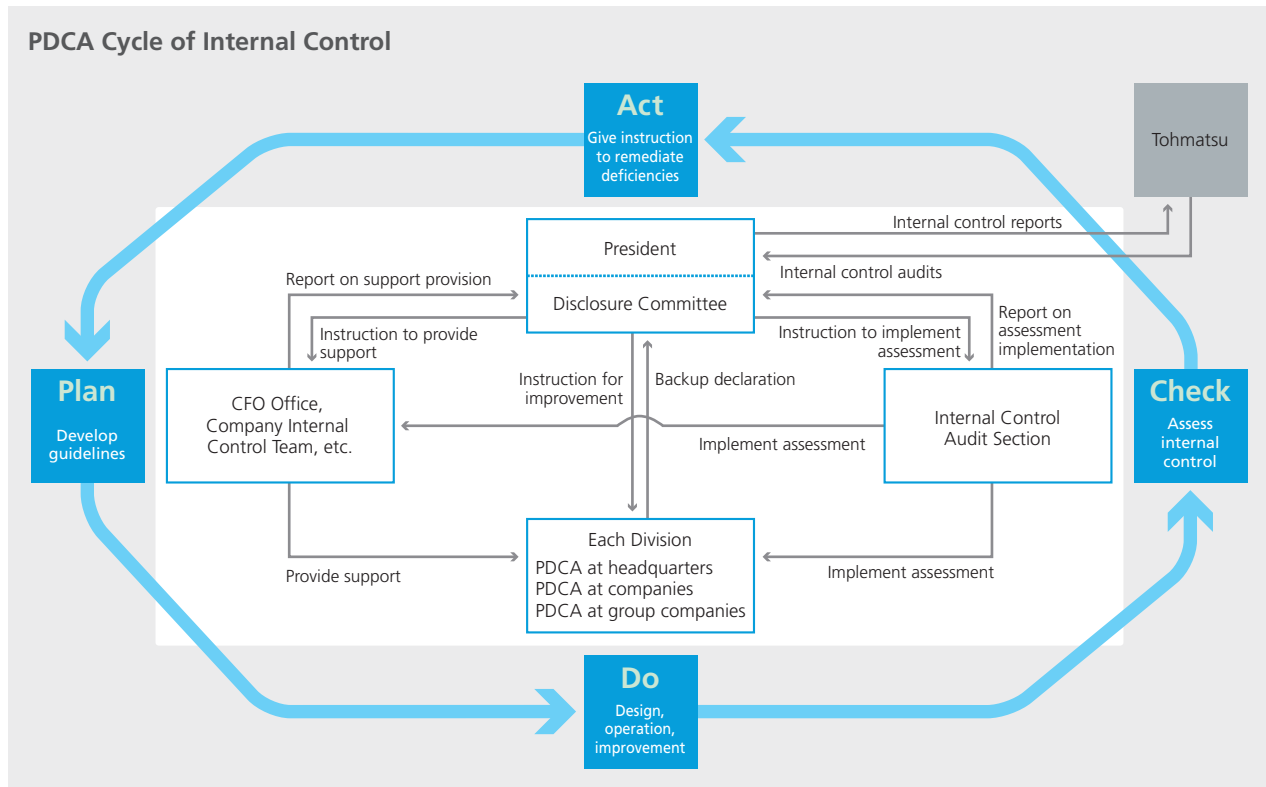 PDCA Cycle of Internal Control
Act
Give instruction
to remediate
deficiencies
Tohmatsu
President
Internal control reports
Internal control audits
Report on support provision
Disclosure Committee
Report on
assessment
implementation
Instruction to provide
support
Instruction to implement
assessment
Plan
Develop
guidelines
CFO Office,
Company Internal
Control Team, etc.
Instruction for
improvement
Backup declaration
Implement assessment
Internal Control
Audit Section
Check
Assess
internal
control
Each Division
PDCA at headquarters
PDCA at companies
PDCA at group companies
Provide support
Implement assessment
Do
Design,
operation,
improvement